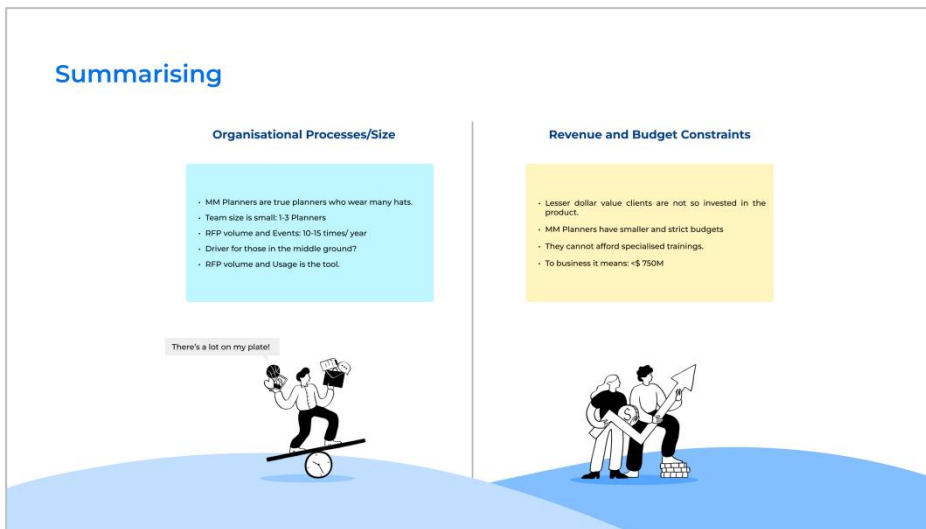 Summarising
Organisational Processes/Size
• MM Planners are true planners who wear many hats.
• Team size is small: 1-3 Planners
• RFP volume and Events: 10-15 times/ year
• Driver for those in the middle ground?
• RFP volume and Usage is the tool.
There's a lot on my plate!
Revenue and Budget Constraints
• Lesser dollar value clients are not so invested in the
product.
• MM Planners have smaller and strict budgets
• They cannot afford specialised trainings.
• To business it means: <$ 750M
$